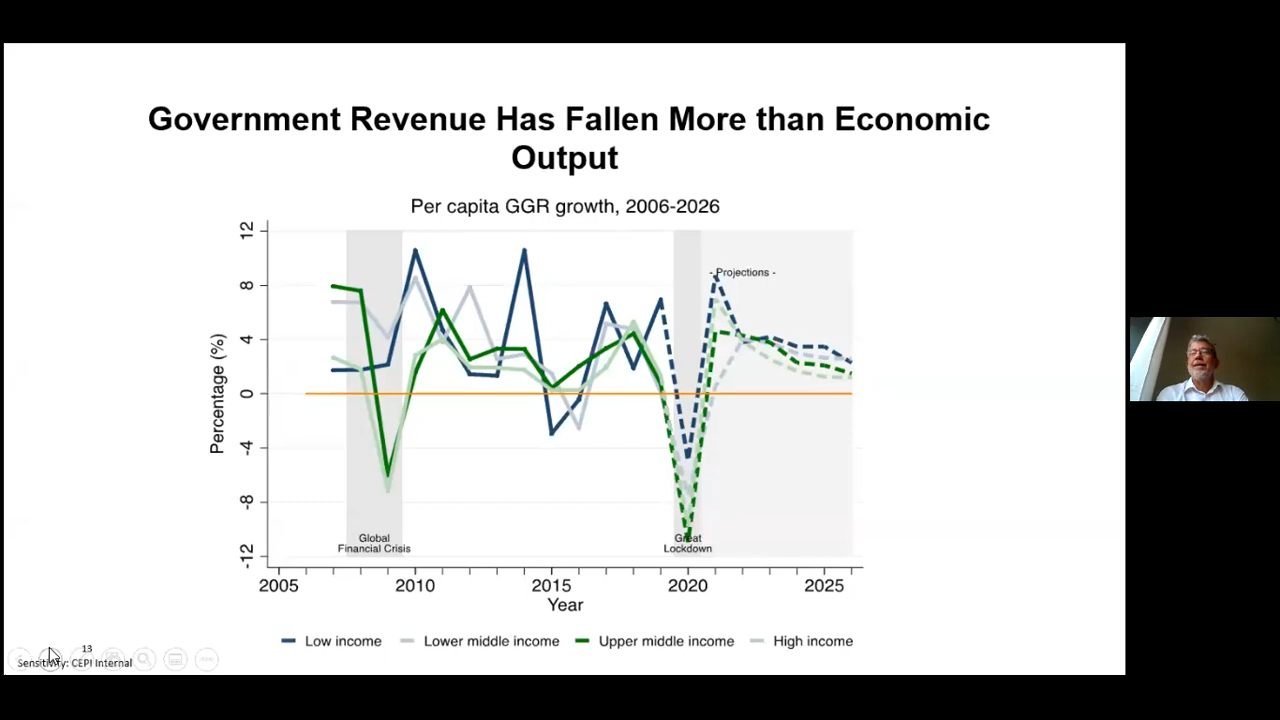 Government Revenue Has Fallen More than Economic
Output
Per capita GGR growth, 2006-2026
12
8
4
0
-4
-8
-12
Percentage (%)
- Projections -
Global
Financial Crisis
Great
Lockdown
2005 2010 2015 2020 2025
Year
Low income Lower middle income Upper middle income High income
13
Sensitivity: CEPI Internal